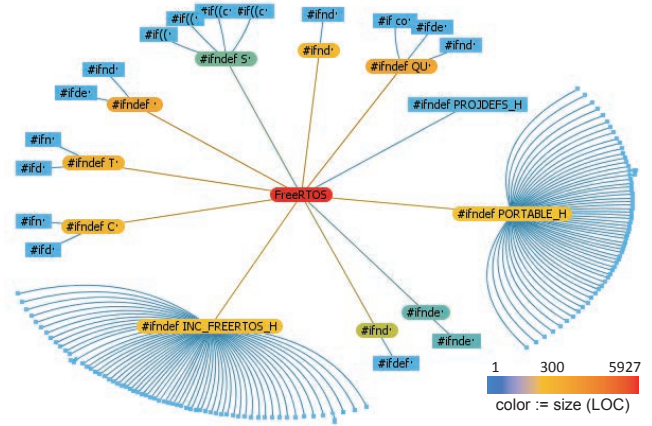 #if((·
#if((c·
#if((c·
#if((·
#ifndef S·
#ifnd·
#ifnd·
#if co·
#ifde·
#ifnd·
#ifndef QU·
#ifnd·
#ifde·
#ifndef ·
#ifndef PROJDEFS_H
#ifn·
#ifd·
#ifndef T·
FreeRTOS
#ifndef PORTABLE_H
#ifn·
#ifd·
#ifndef C·
#ifndef INC_FREERTOS_H
#ifnde·
#ifnd·
#ifnde·
#ifdef·
1 300 5927
color := size (LOC)